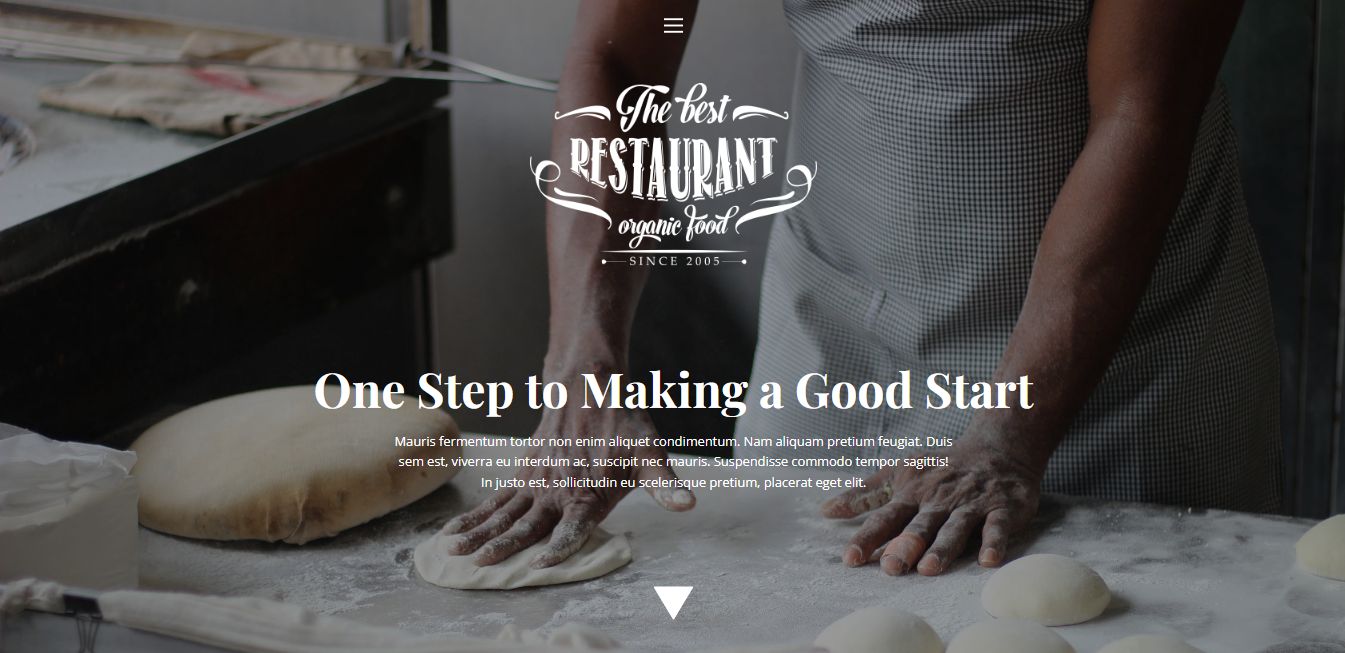 The best
RESTAURANT
organic food
SINCE 2005
One Step to Making a Good Start
Mauris fermentum tortor non enim aliquet condimentum. Nam aliquam pretium feugiat. Duis
sem est, viverra eu interdum ac, suscipit nec mauris. Suspendisse commodo tempor sagittis!
In justo est, sollicitudin eu scelerisque pretium, placerat eget elit.